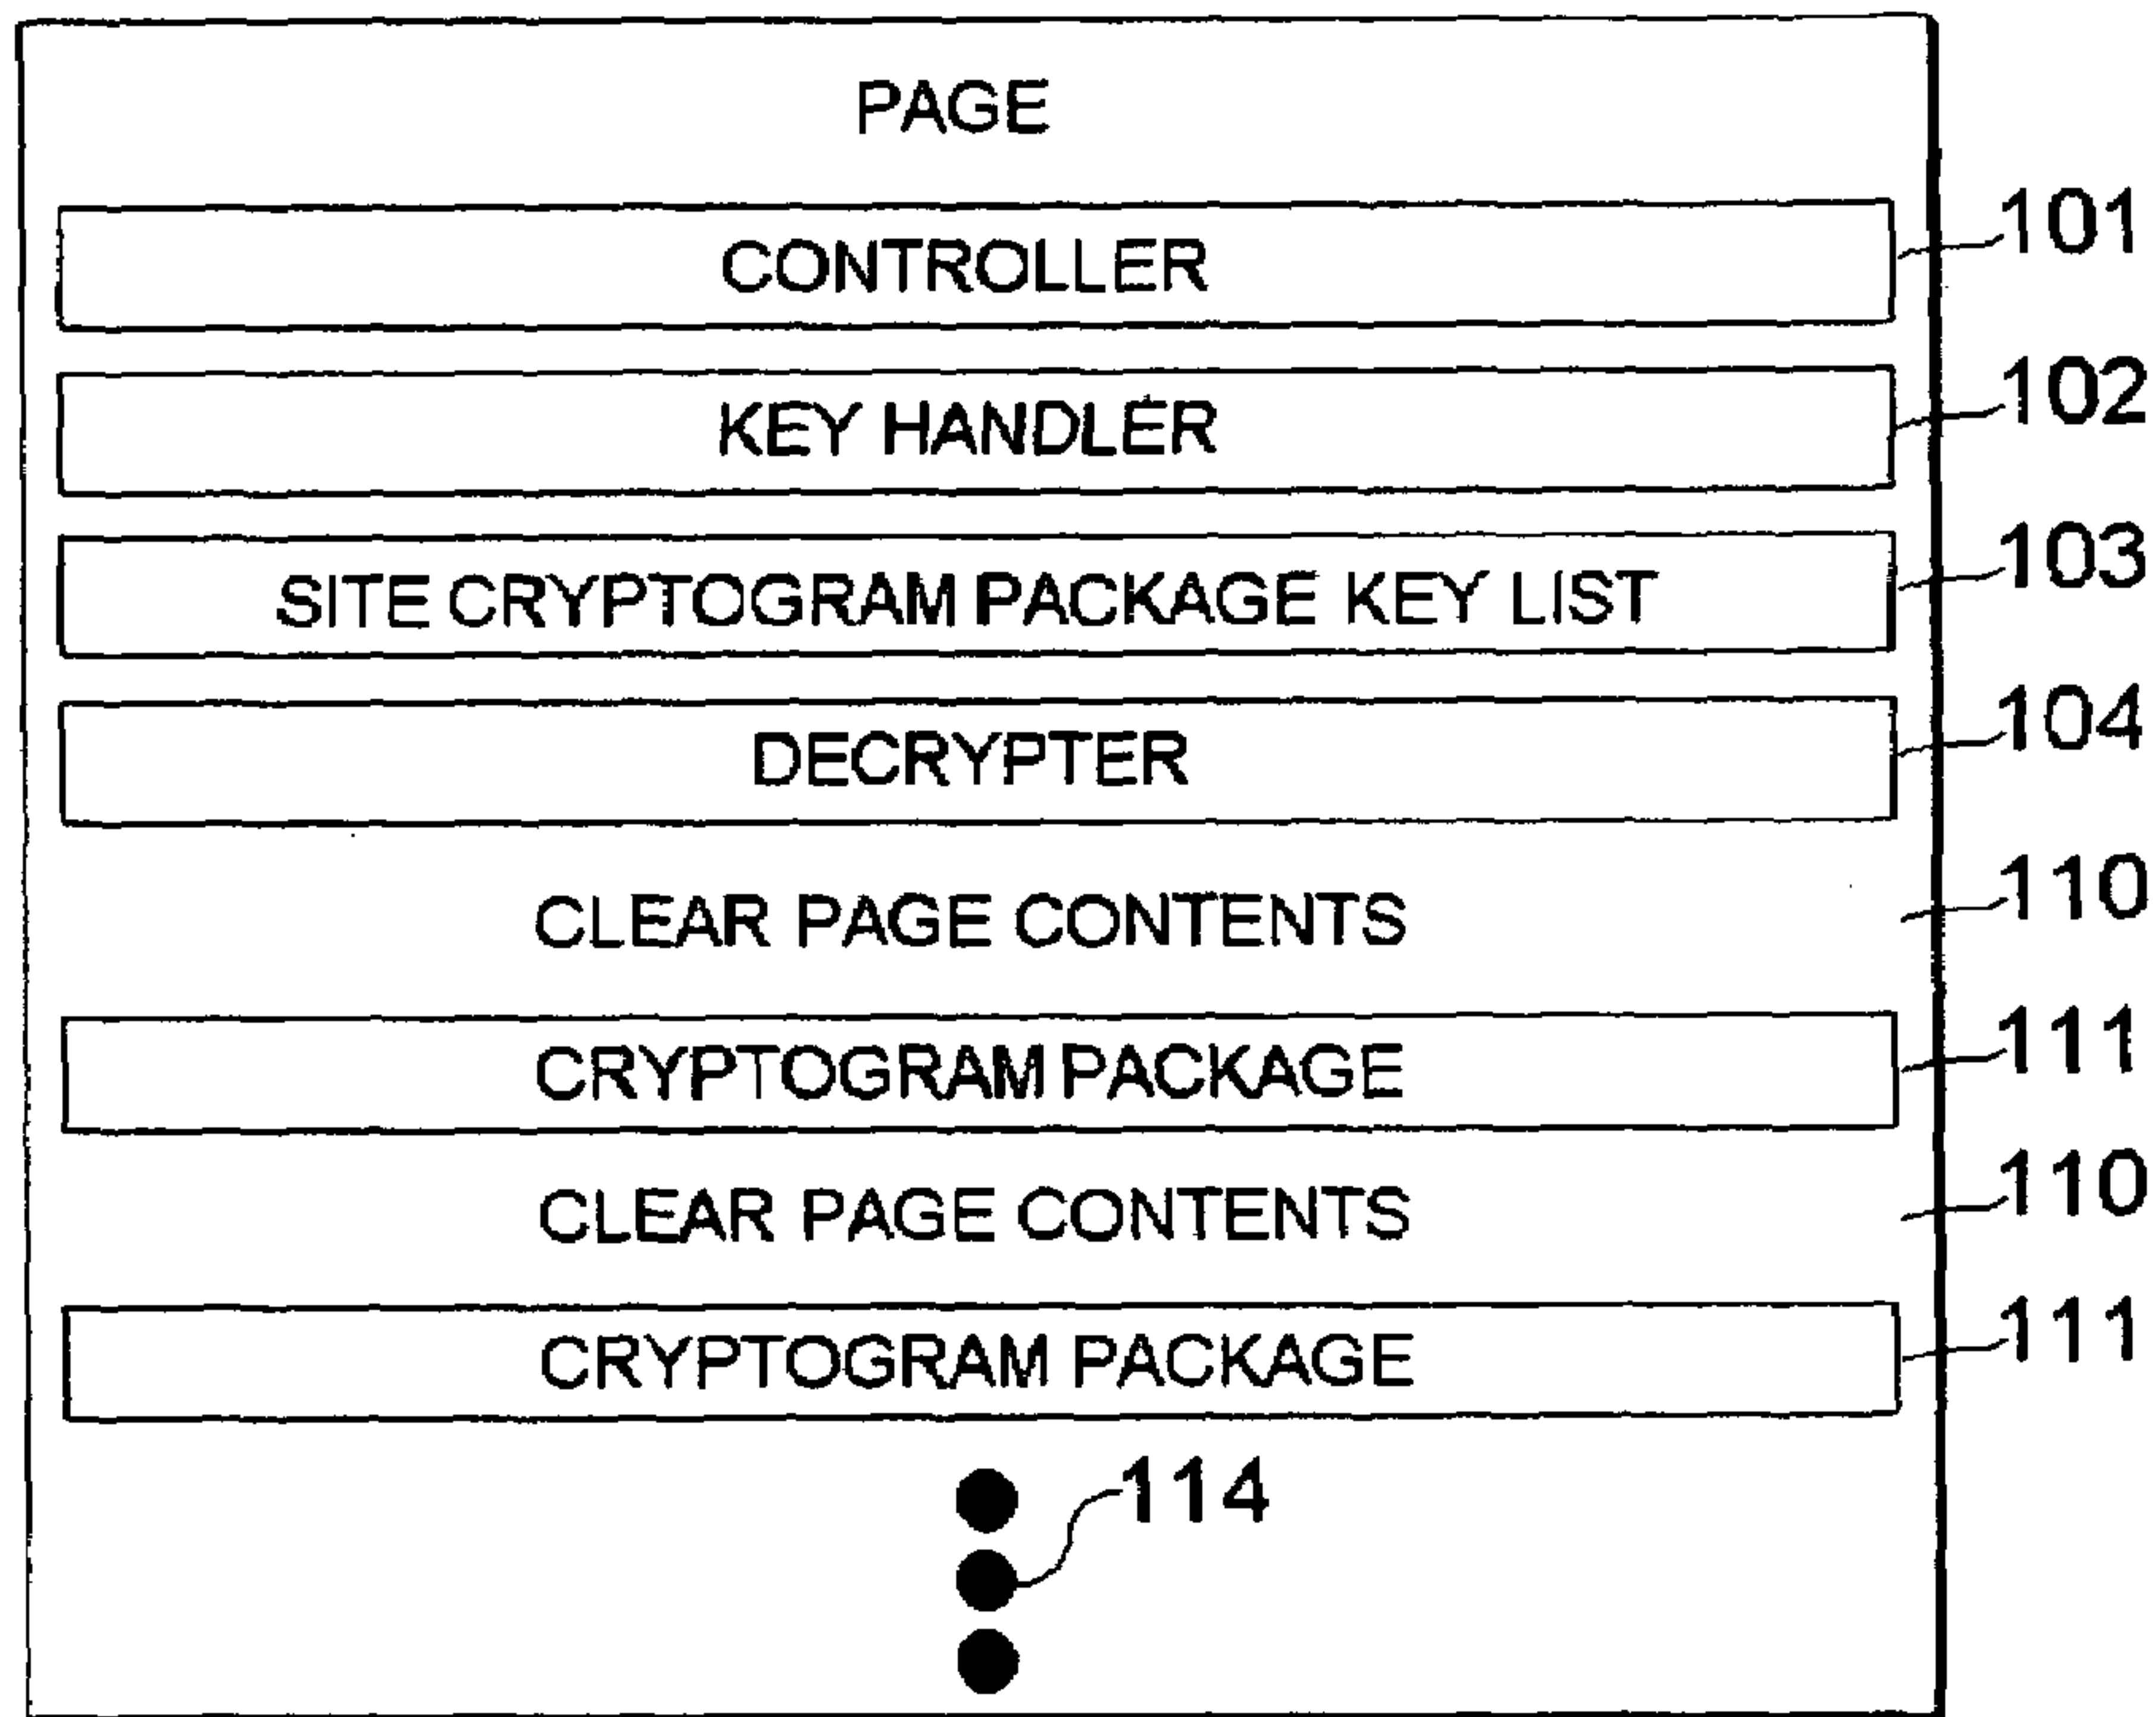 PAGE
CONTROLLER 101
KEY HANDLER 102
SITE CRYPTOGRAM PACKAGE KEY LIST 103
DECRYPTER 104
CLEAR PAGE CONTENTS 110
CRYPTOGRAM PACKAGE 111
CLEAR PAGE CONTENTS 110
CRYPTOGRAM PACKAGE 111
114